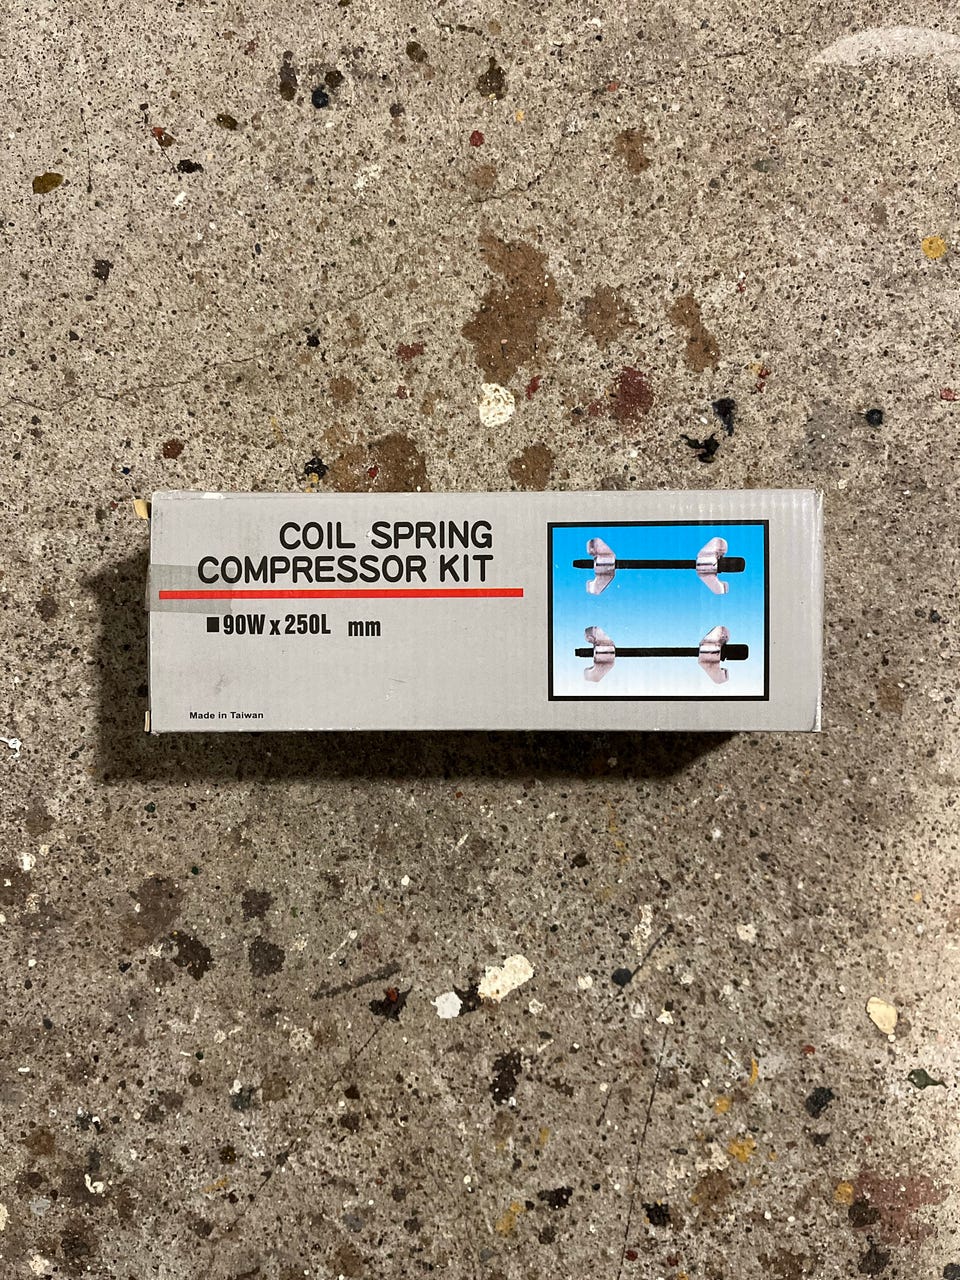 COIL SPRING
COMPRESSOR KIT
■90W x 250L mm
Made in Taiwan